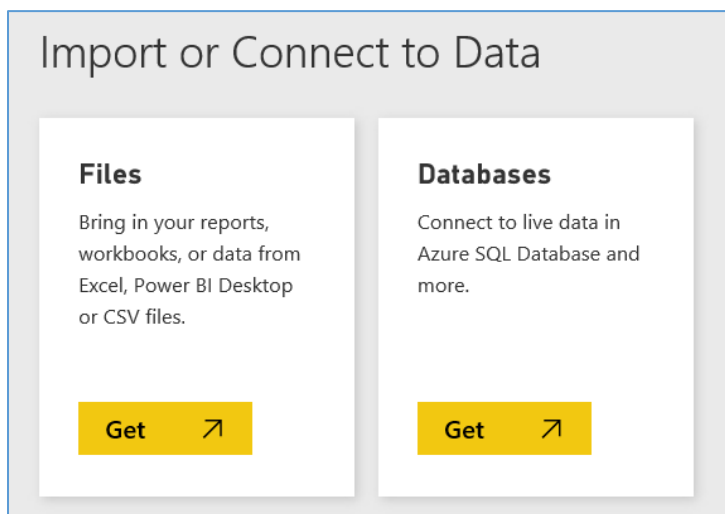 Import or Connect to Data
Files
Bring in your reports,
workbooks, or data from
Excel, Power BI Desktop
or CSV files.
Get
Databases
Connect to live data in
Azure SQL Database and
more.
Get